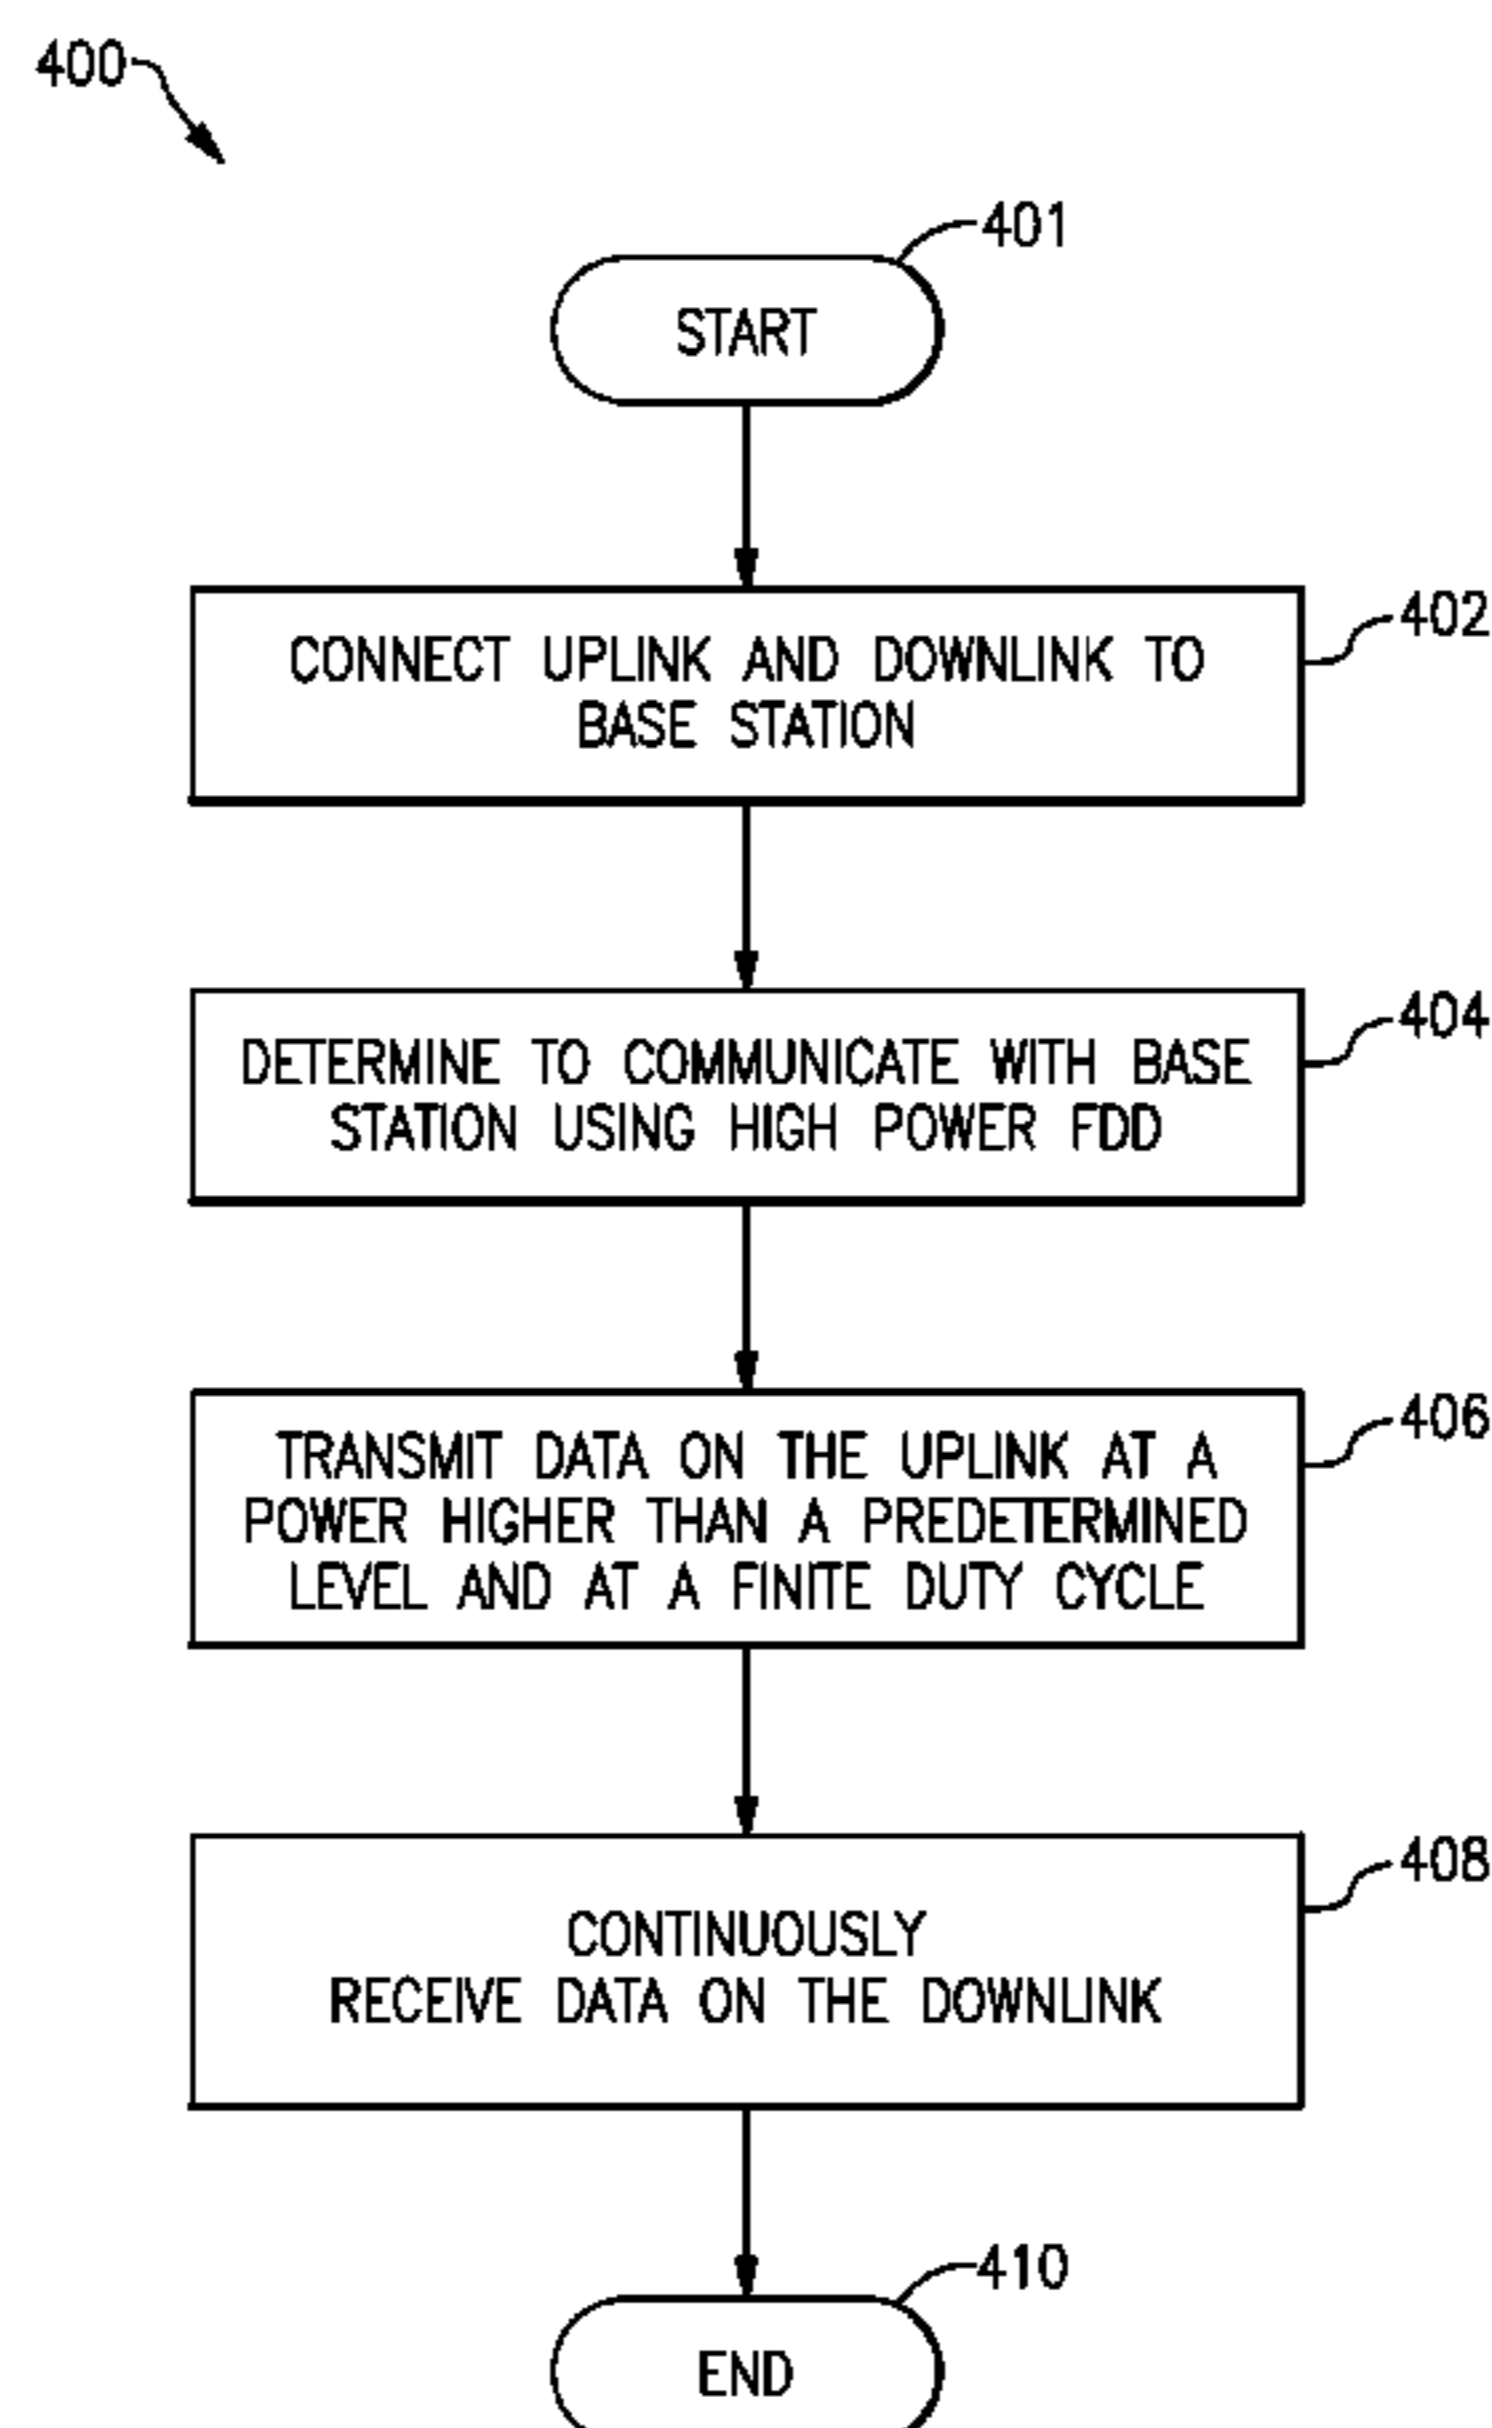 400
401
START
402
CONNECT UPLINK AND DOWNLINK TO
BASE STATION
404
DETERMINE TO COMMUNICATE WITH BASE
STATION USING HIGH POWER FDD
406
TRANSMIT DATA ON THE UPLINK AT A
POWER HIGHER THAN A PREDETERMINED
LEVEL AND AT A FINITE DUTY CYCLE
408
CONTINUOUSLY
RECEIVE DATA ON THE DOWNLINK
410
END